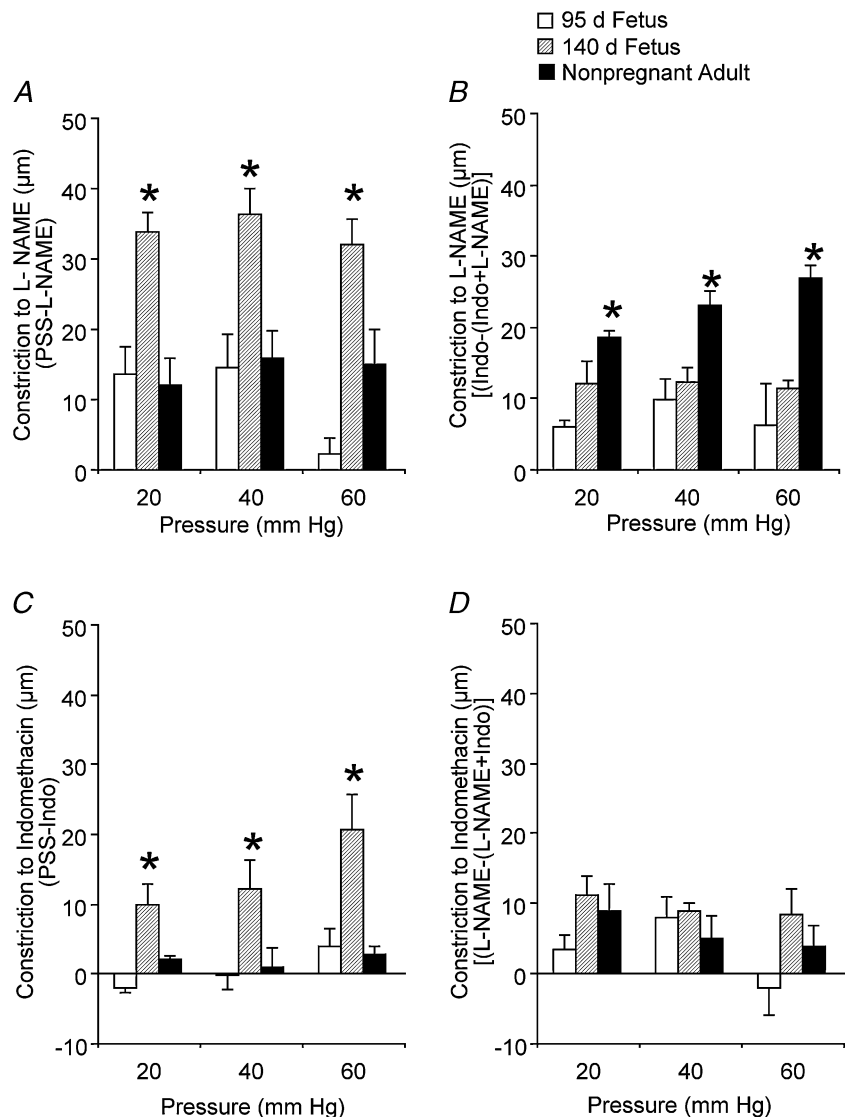 95 d Fetus
140 d Fetus
Nonpregnant Adult
A
50
40
30
20
10
0
Constriction to L- NAME (µm)
(PSS-L-NAME)
*
*
*
20
40
60
Pressure (mm Hg)
B
50
40
30
20
10
0
Constriction to L-NAME (µm)
[(Indo-(Indo+L-NAME)]
*
*
*
20
40
60
Pressure (mm Hg)
C
50
40
30
20
10
0
-10
Constriction to Indomethacin (µm)
(PSS-Indo)
*
*
*
20
40
60
Pressure (mm Hg)
D
50
40
30
20
10
0
-10
Constriction to Indomethacin (µm)
[(L-NAME-(L-NAME+Indo)]
20
40
60
Pressure (mm Hg)